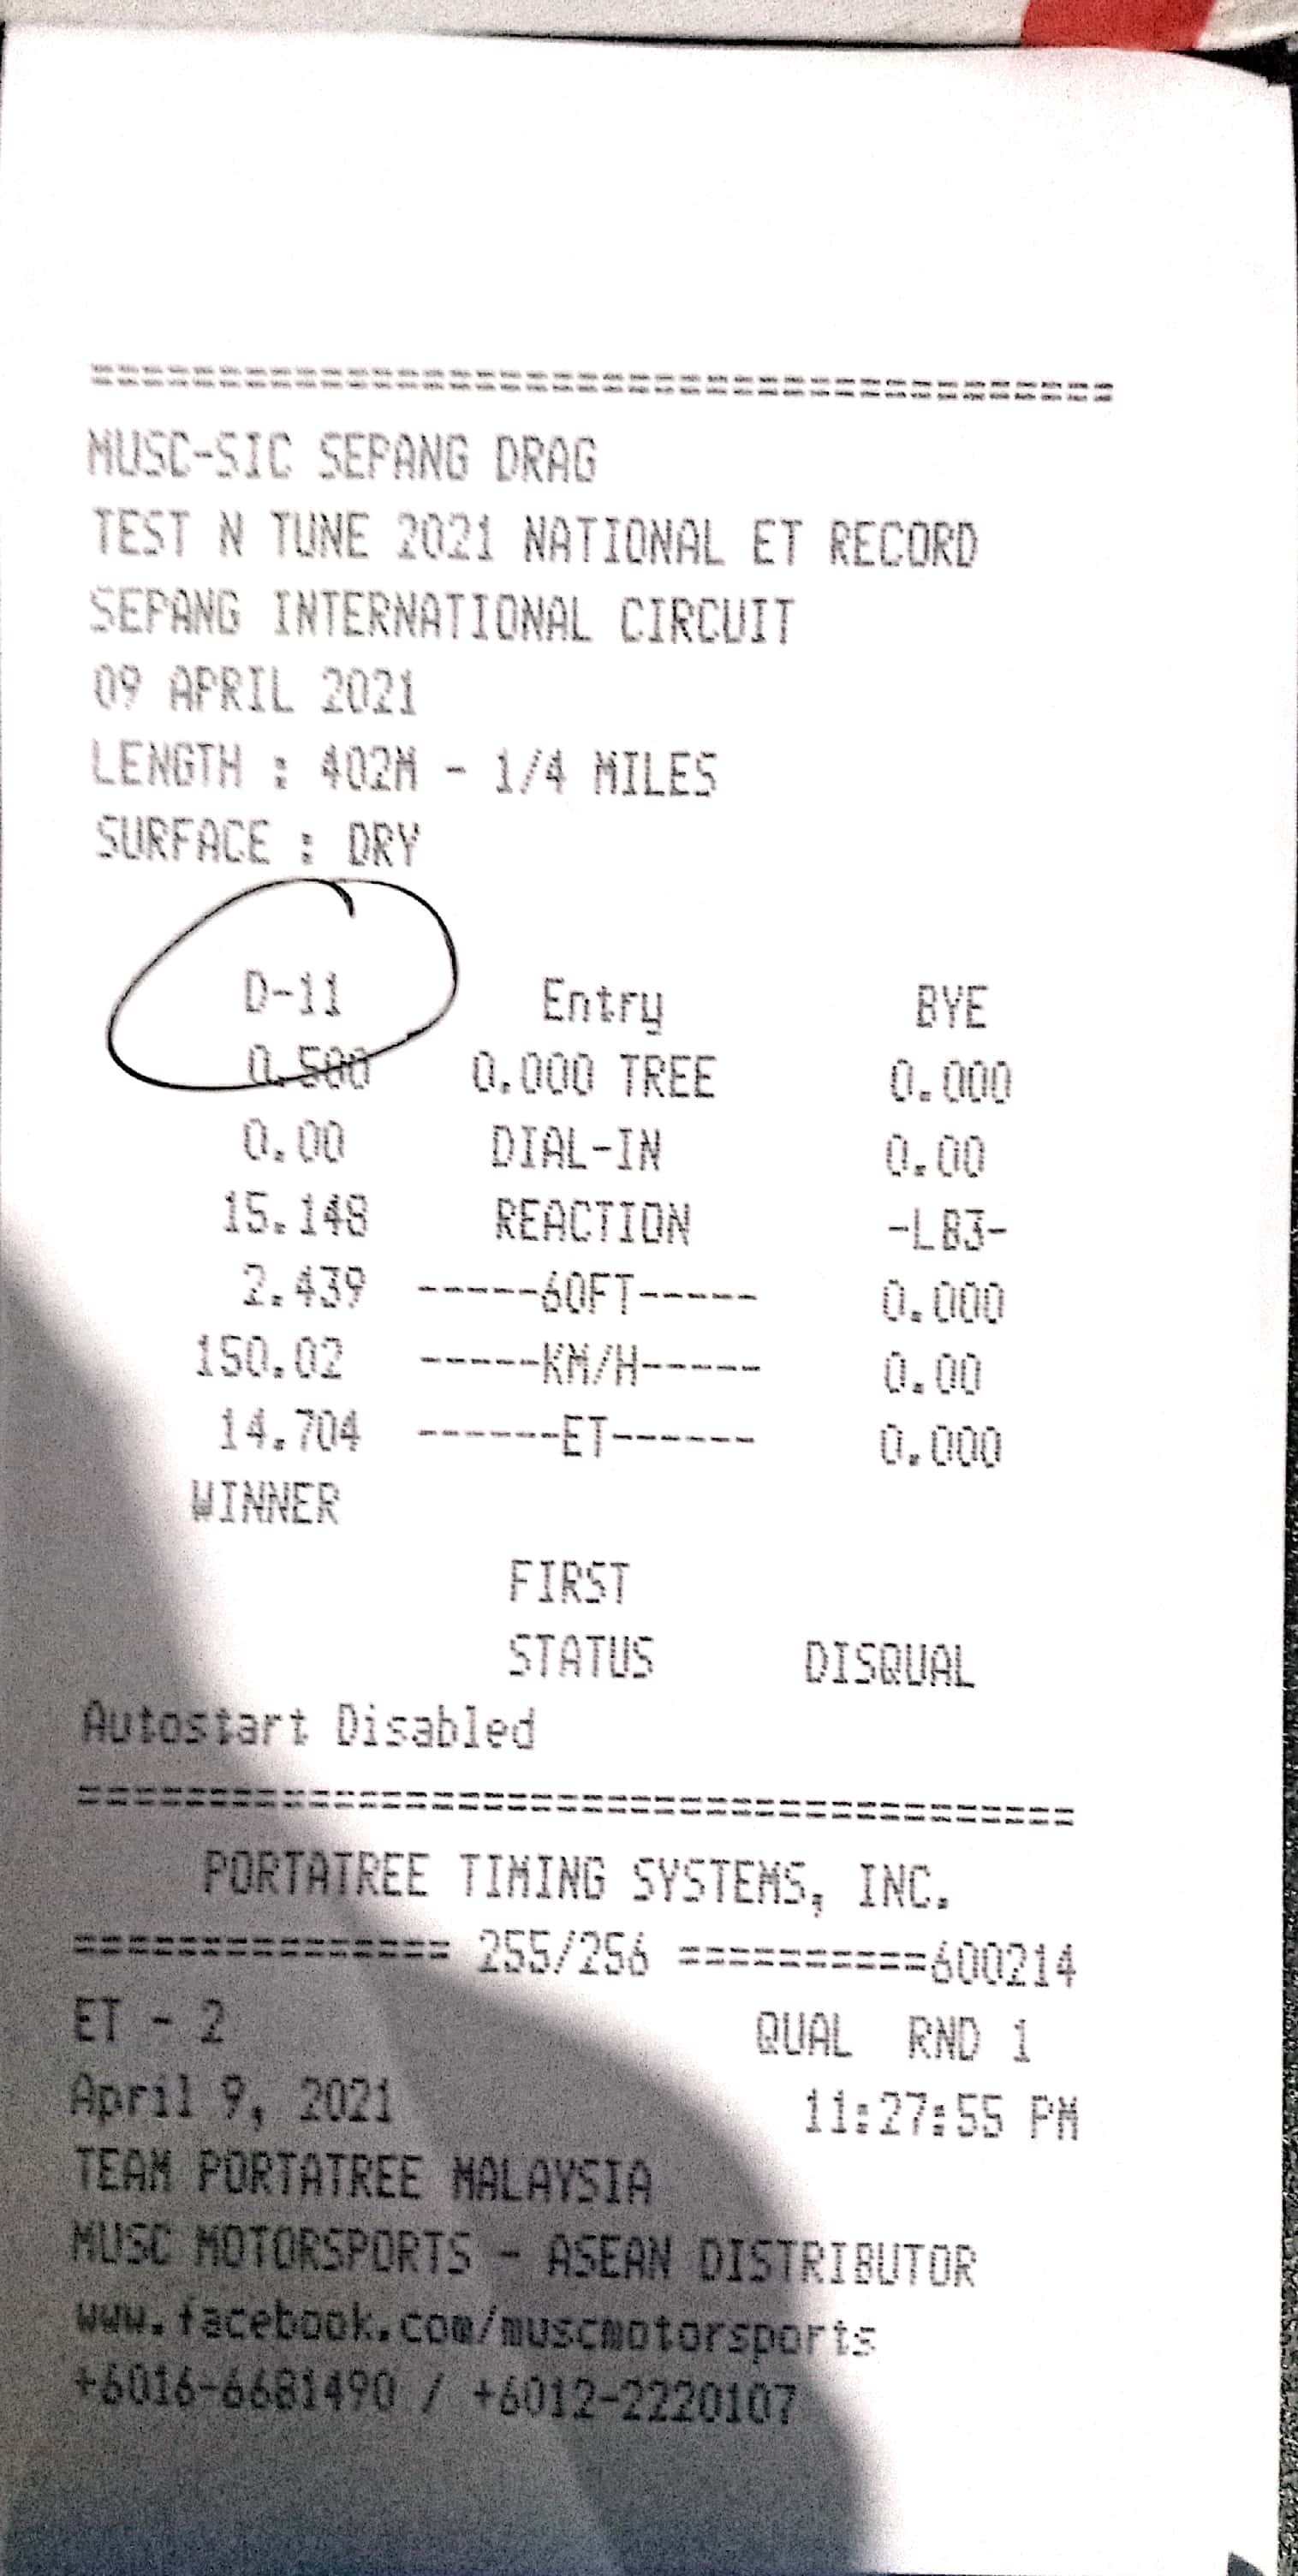 MUSC-SIC SEPANG DRAG
TEST N TUNE 2021 NATIONAL ET RECORD
SEPANG INTERNATIONAL CIRCUIT
09 APRIL 2021
LENGTH : 402M - 1/4 MILES
SURFACE : DRY
D-11 Entry BYE
0.500 0.000 TREE 0.000
0.00 DIAL-IN 0.00
15.148 REACTION -LB3-
2.439 -----60FT----- 0.000
150.02 -----KM/H----- 0.00
14.704 ------ET------ 0.000
WINNER
FIRST
STATUS DISQUAL
Autostart Disabled
PORTATREE TIMING SYSTEMS, INC.
=============== 255/256 ==========600214
ET - 2 QUAL RND 1
April 9, 2021 11:27:55 PM
TEAM PORTATREE MALAYSIA
MUSC MOTORSPORTS - ASEAN DISTRIBUTOR
www.facebook.com/muscmotorsports
+6016-6681490 / +6012-2220107